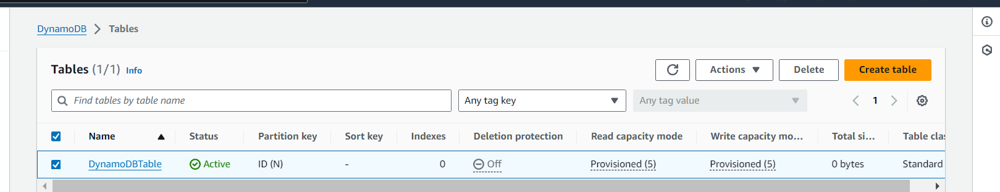 DynamoDB > Tables
Tables (1/1) Info
Actions
Delete
Create table
Find tables by table name
Any tag key
Any tag value
1
Name Status Partition key Sort key Indexes Deletion protection Read capacity mode Write capacity mo... Total si... Table clas
DynamoDBTable Active ID (N) - 0 Off Provisioned (5) Provisioned (5) 0 bytes Standard